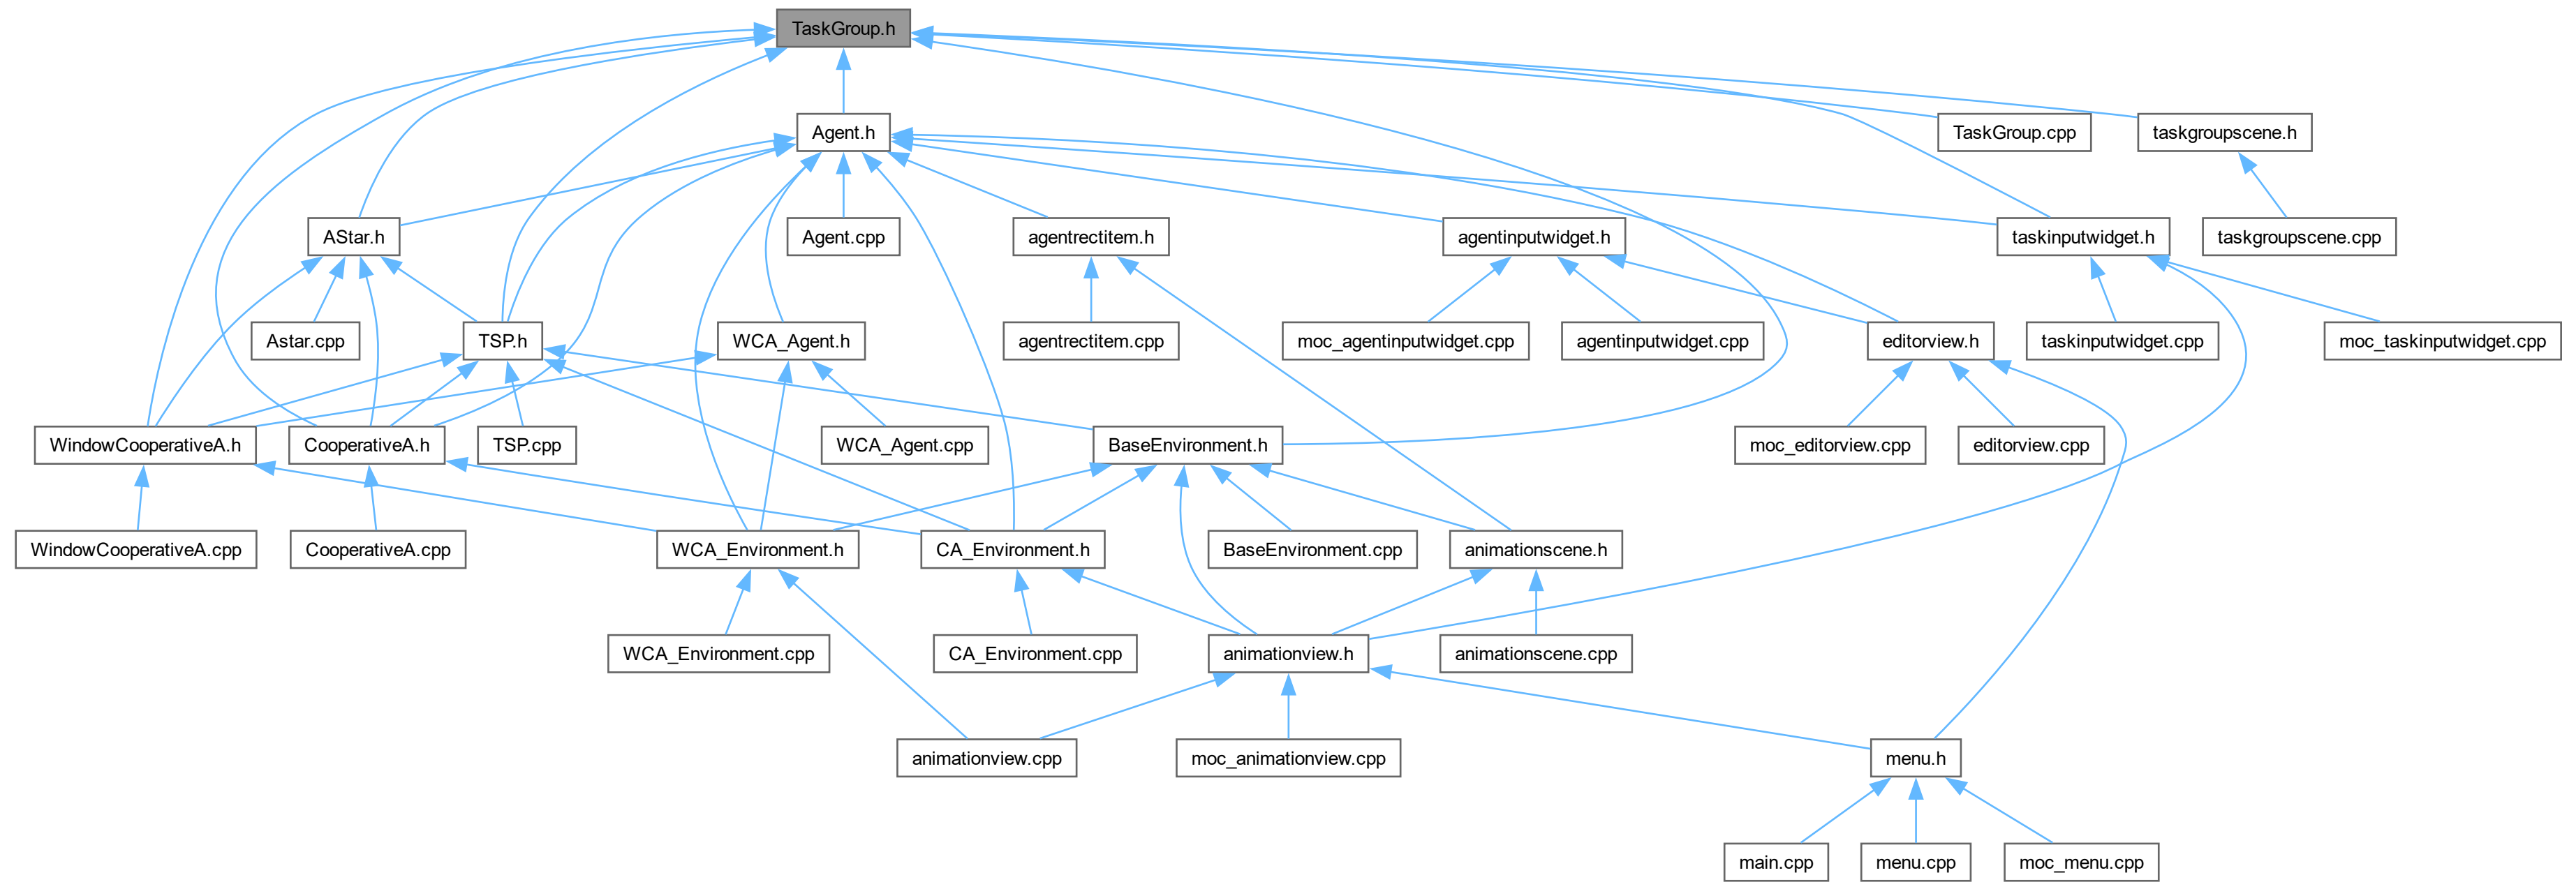 TaskGroup.h
Agent.h
TaskGroup.cpp
taskgroupscene.h
AStar.h
Agent.cpp
agentrectitem.h
agentinputwidget.h
taskinputwidget.h
taskgroupscene.cpp
Astar.cpp
TSP.h
WCA_Agent.h
agentrectitem.cpp
moc_agentinputwidget.cpp
agentinputwidget.cpp
editorview.h
taskinputwidget.cpp
moc_taskinputwidget.cpp
WindowCooperativeA.h
CooperativeA.h
TSP.cpp
WCA_Agent.cpp
BaseEnvironment.h
moc_editorview.cpp
editorview.cpp
WindowCooperativeA.cpp
CooperativeA.cpp
WCA_Environment.h
CA_Environment.h
BaseEnvironment.cpp
animationscene.h
WCA_Environment.cpp
CA_Environment.cpp
animationview.h
animationscene.cpp
animationview.cpp
moc_animationview.cpp
menu.h
main.cpp
menu.cpp
moc_menu.cpp